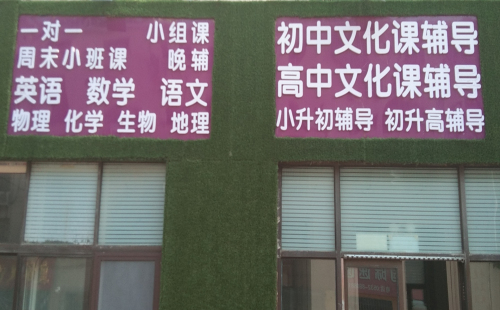 一对一 小组课
周末小班课 晚辅
英语 数学 语文
物理 化学 生物 地理
初中文化课辅导
高中文化课辅导
小升初辅导 初升高辅导